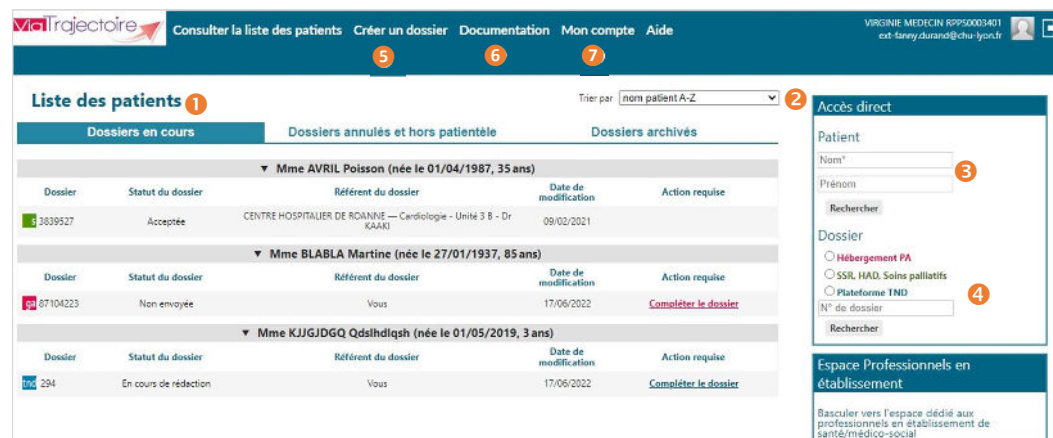 ViaTrajectoire Consulter la liste des patients Créer un dossier Documentation Mon compte Aide
VIRGINIE MEDECIN RPPS0003401
ext-fanny.durand@chu-lyon.fr
5 6 7
Liste des patients 1
Trier par nom patient A-Z 2
Dossiers en cours Dossiers annulés et hors patientèle Dossiers archivés
▼ Mme AVRIL Poisson (née le 01/04/1987, 35 ans)
Dossier Statut du dossier Référent du dossier Date de modification Action requise
s 3839527 Acceptée CENTRE HOSPITALIER DE ROANNE — Cardiologie - Unité 3 B - Dr KAAKI 09/02/2021
▼ Mme BLABLA Martine (née le 27/01/1937, 85 ans)
Dossier Statut du dossier Référent du dossier Date de modification Action requise
ga 87104223 Non envoyée Vous 17/06/2022 Compléter le dossier
▼ Mme KJJGJDGQ Qdslhdlqsh (née le 01/05/2019, 3 ans)
Dossier Statut du dossier Référent du dossier Date de modification Action requise
tnd 294 En cours de rédaction Vous 17/06/2022 Compléter le dossier
Accès direct
Patient
Nom*
3
Prénom
Rechercher
Dossier
Hébergement PA
SSR, HAD, Soins palliatifs
Plateforme TND 4
N° de dossier
Rechercher
Espace Professionnels en
établissement
Basculer vers l'espace dédié aux
professionnels en établissement de
santé/médico-social